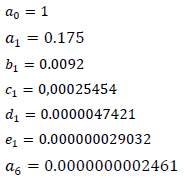 a₀ = 1
a₁ = 0.175
b₁ = 0.0092
c₁ = 0,00025454
d₁ = 0.0000047421
e₁ = 0.000000029032
a₆ = 0.0000000002461